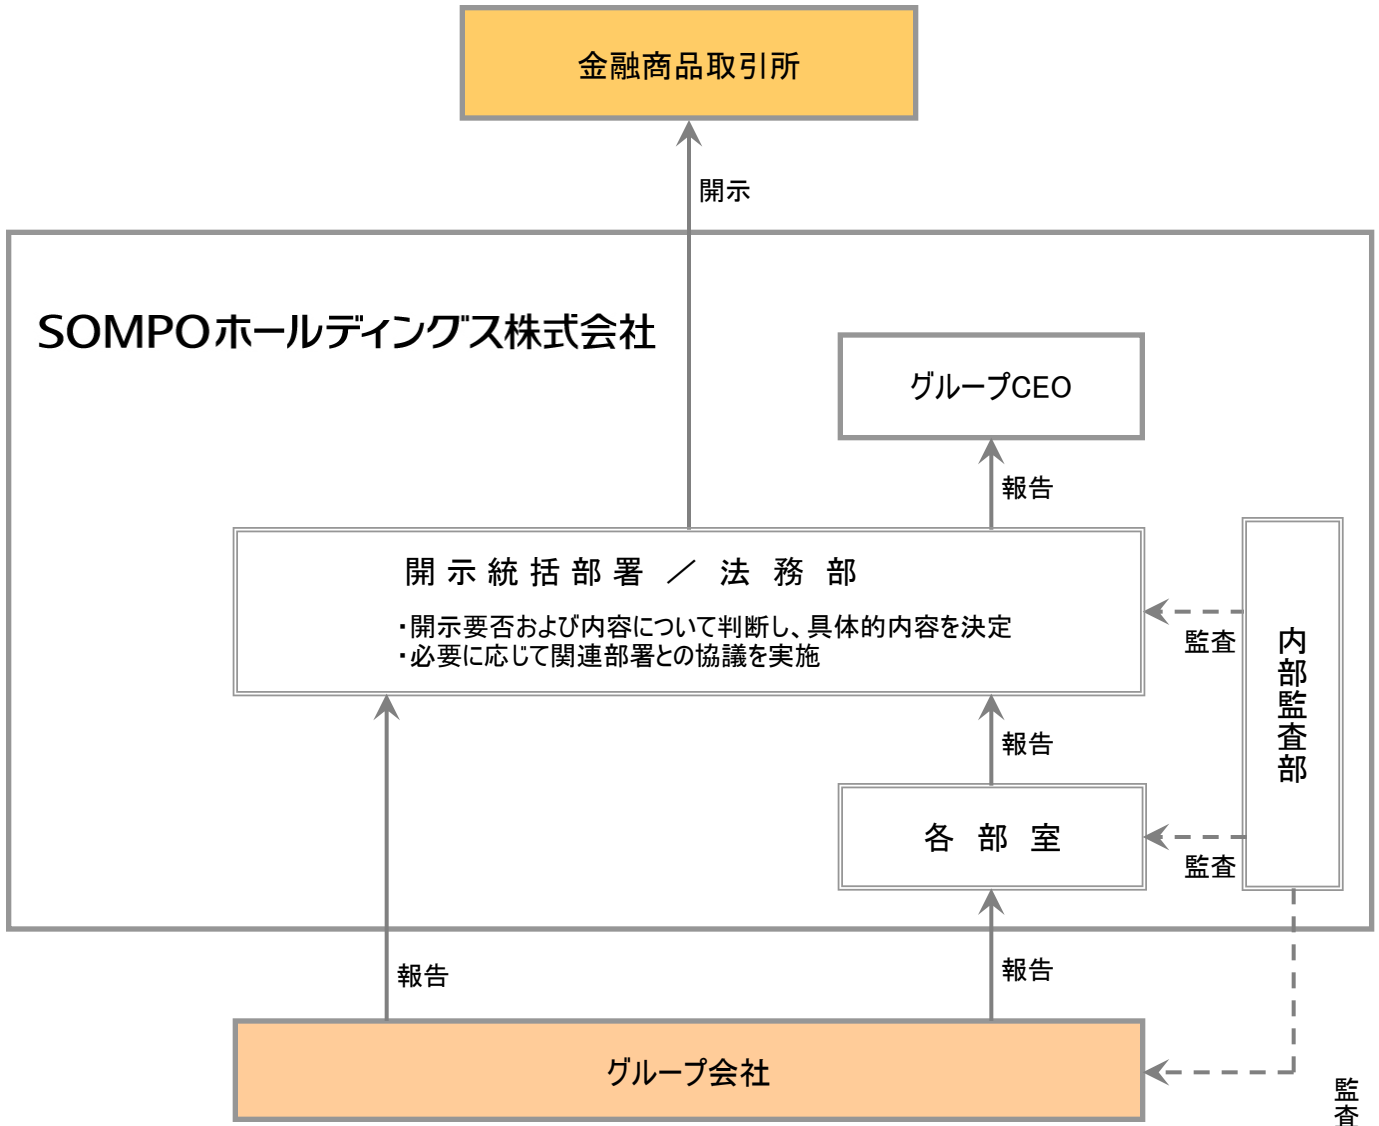 金融商品取引所
開示
SOMPOホールディングス株式会社
グループCEO
報告
開示統括部署／法務部
・開示要否および内容について判断し、具体的内容を決定
・必要に応じて関連部署との協議を実施
監査
内部監査部
報告
各部室
監査
報告
報告
グループ会社
監査